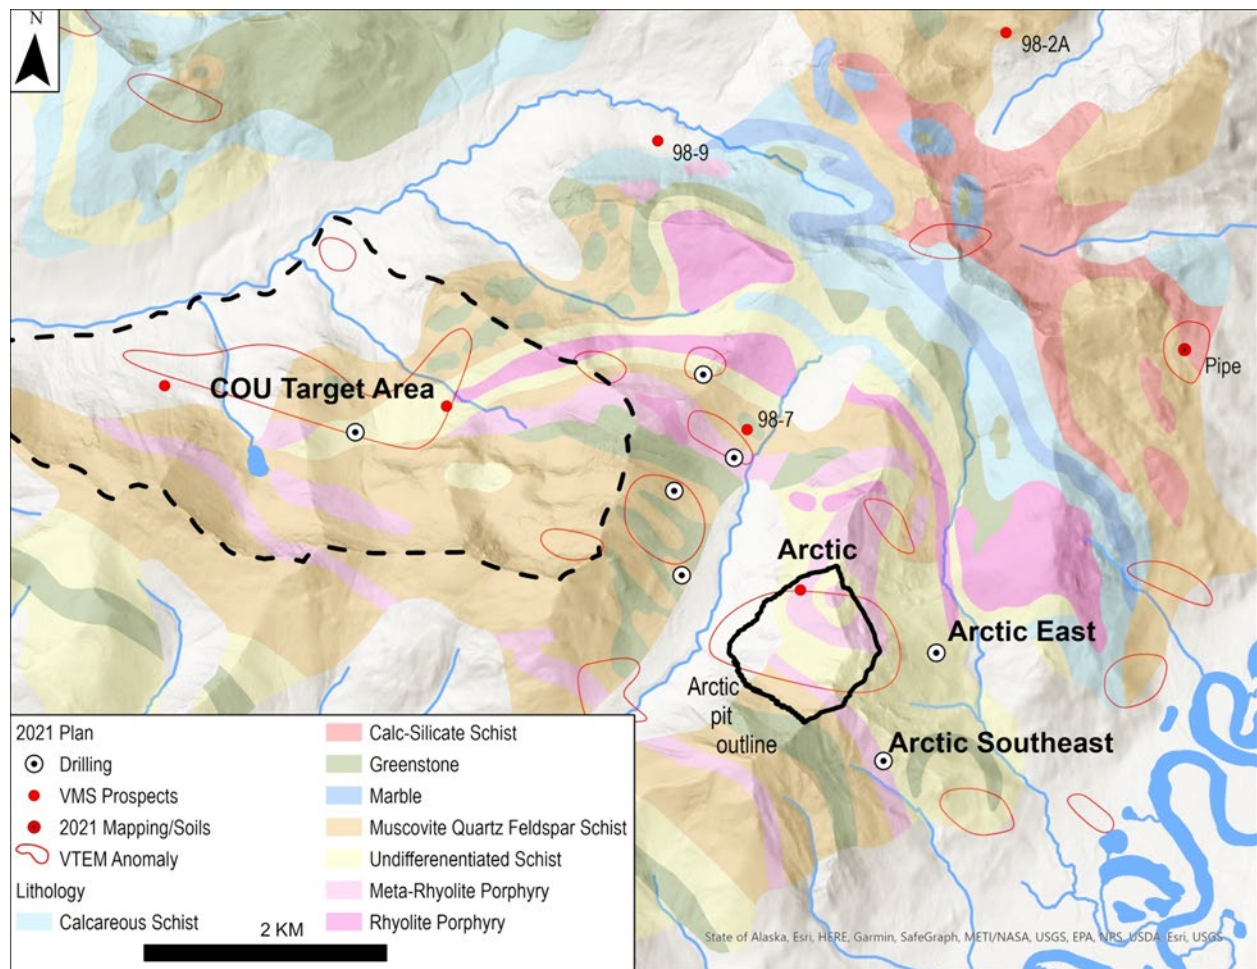 N
98-2A
98-9
Pipe
COU Target Area
98-7
Arctic
Arctic East
Arctic
pit
outline
Arctic Southeast
2021 Plan
Drilling
VMS Prospects
2021 Mapping/Soils
VTEM Anomaly
Lithology
Calcareous Schist
Calc-Silicate Schist
Greenstone
Marble
Muscovite Quartz Feldspar Schist
Undifferenentiated Schist
Meta-Rhyolite Porphyry
Rhyolite Porphyry
2 KM
State of Alaska, Esri, HERE, Garmin, SafeGraph, METI/NASA, USGS, EPA, NPS, USDA, Esri, USGS